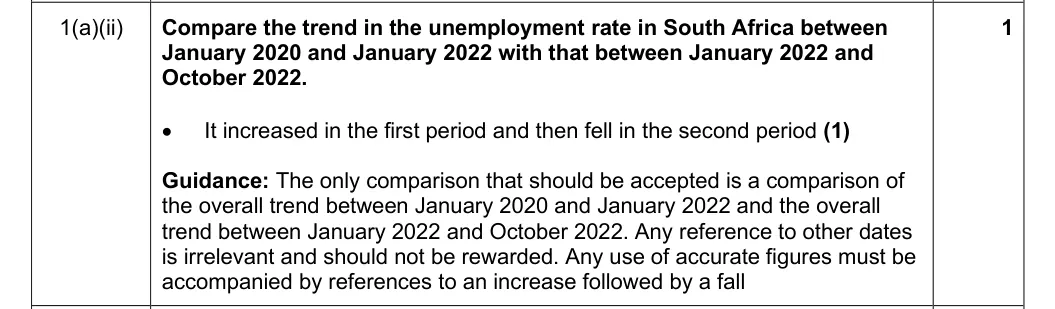 1(a)(ii)
Compare the trend in the unemployment rate in South Africa between
January 2020 and January 2022 with that between January 2022 and
October 2022.
1
• It increased in the first period and then fell in the second period (1)
Guidance: The only comparison that should be accepted is a comparison of
the overall trend between January 2020 and January 2022 and the overall
trend between January 2022 and October 2022. Any reference to other dates
is irrelevant and should not be rewarded. Any use of accurate figures must be
accompanied by references to an increase followed by a fall